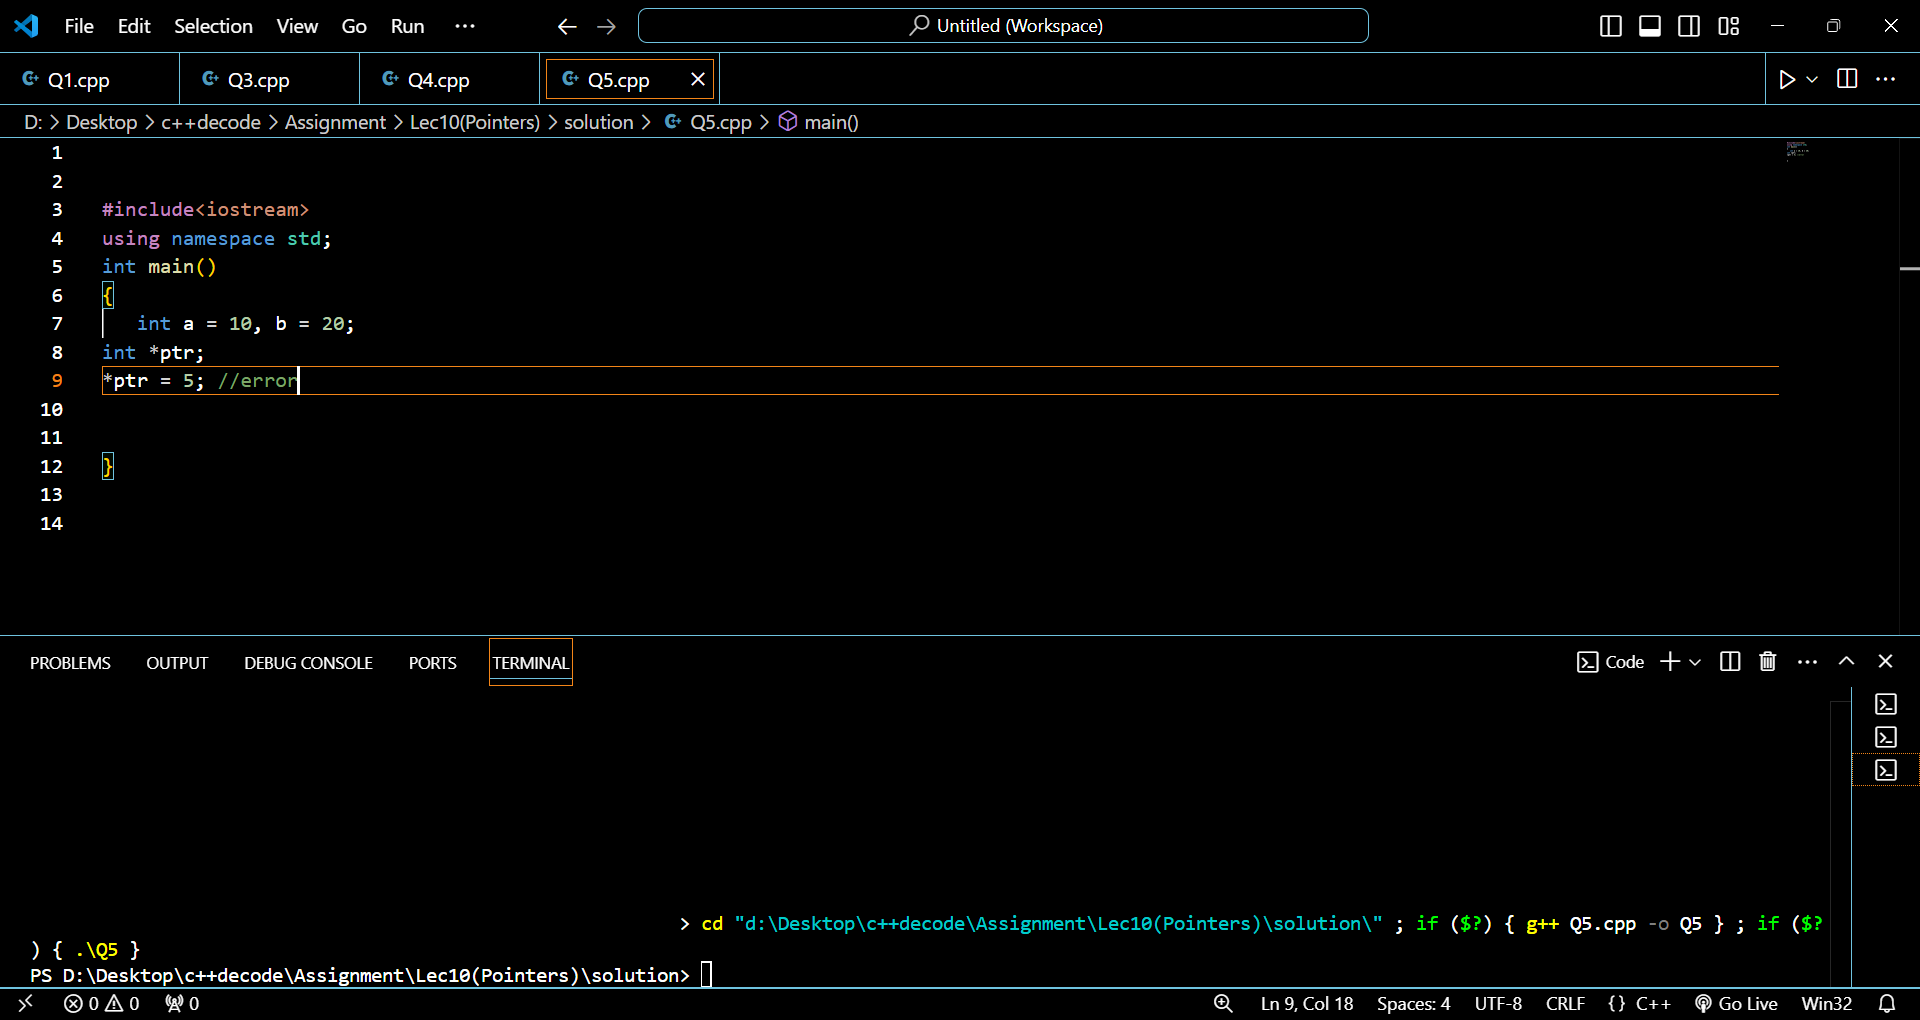 File Edit Selection View Go Run ··· Untitled (Workspace)
Q1.cpp Q3.cpp Q4.cpp Q5.cpp
D: > Desktop > c++decode > Assignment > Lec10(Pointers) > solution > Q5.cpp > main()
1
2
3 #include<iostream>
4 using namespace std;
5 int main()
6 {
7 int a = 10, b = 20;
8 int *ptr;
9 *ptr = 5; //error
10
11
12 }
13
14
PROBLEMS OUTPUT DEBUG CONSOLE PORTS TERMINAL Code
> cd "d:\Desktop\c++decode\Assignment\Lec10(Pointers)\solution\" ; if ($?) { g++ Q5.cpp -o Q5 } ; if ($?
) { .\Q5 }
PS D:\Desktop\c++decode\Assignment\Lec10(Pointers)\solution>
0 0 0 Ln 9, Col 18 Spaces: 4 UTF-8 CRLF {} C++ Go Live Win32